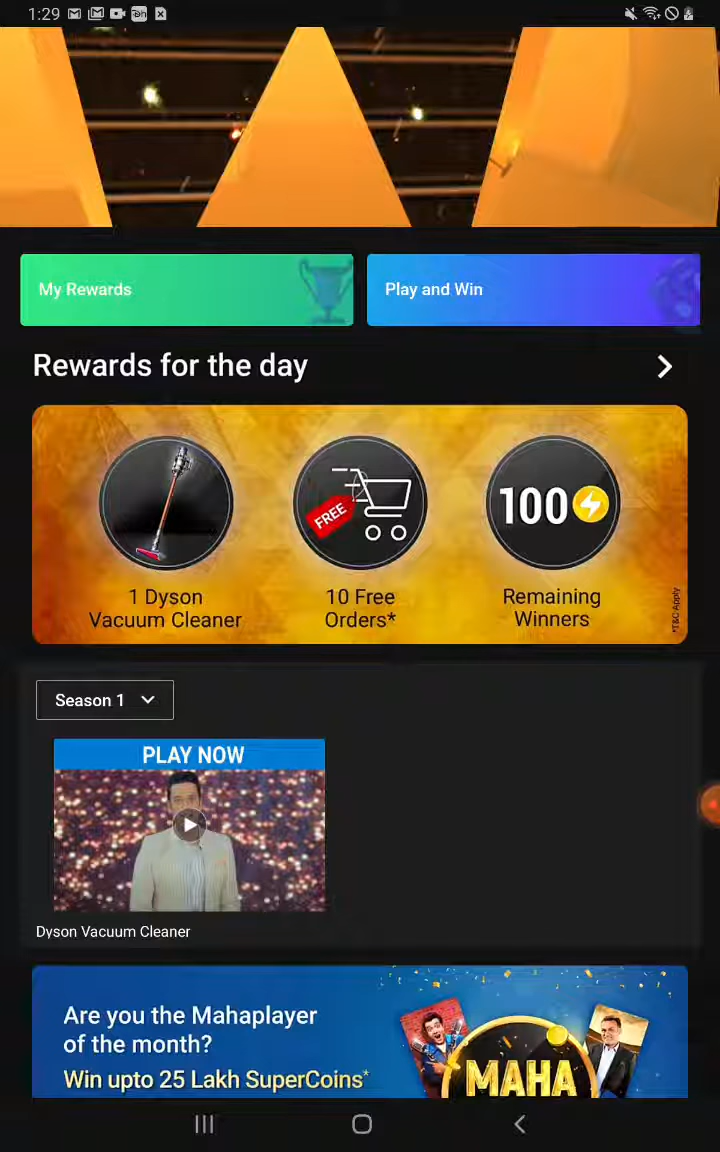 1:29
My Rewards
Play and Win
Rewards for the day
FREE
100
1 Dyson
Vacuum Cleaner
10 Free
Orders*
Remaining
Winners
*T&C Apply
Season 1
PLAY NOW
Dyson Vacuum Cleaner
Are you the Mahaplayer
of the month?
Win upto 25 Lakh SuperCoins*
MAHA